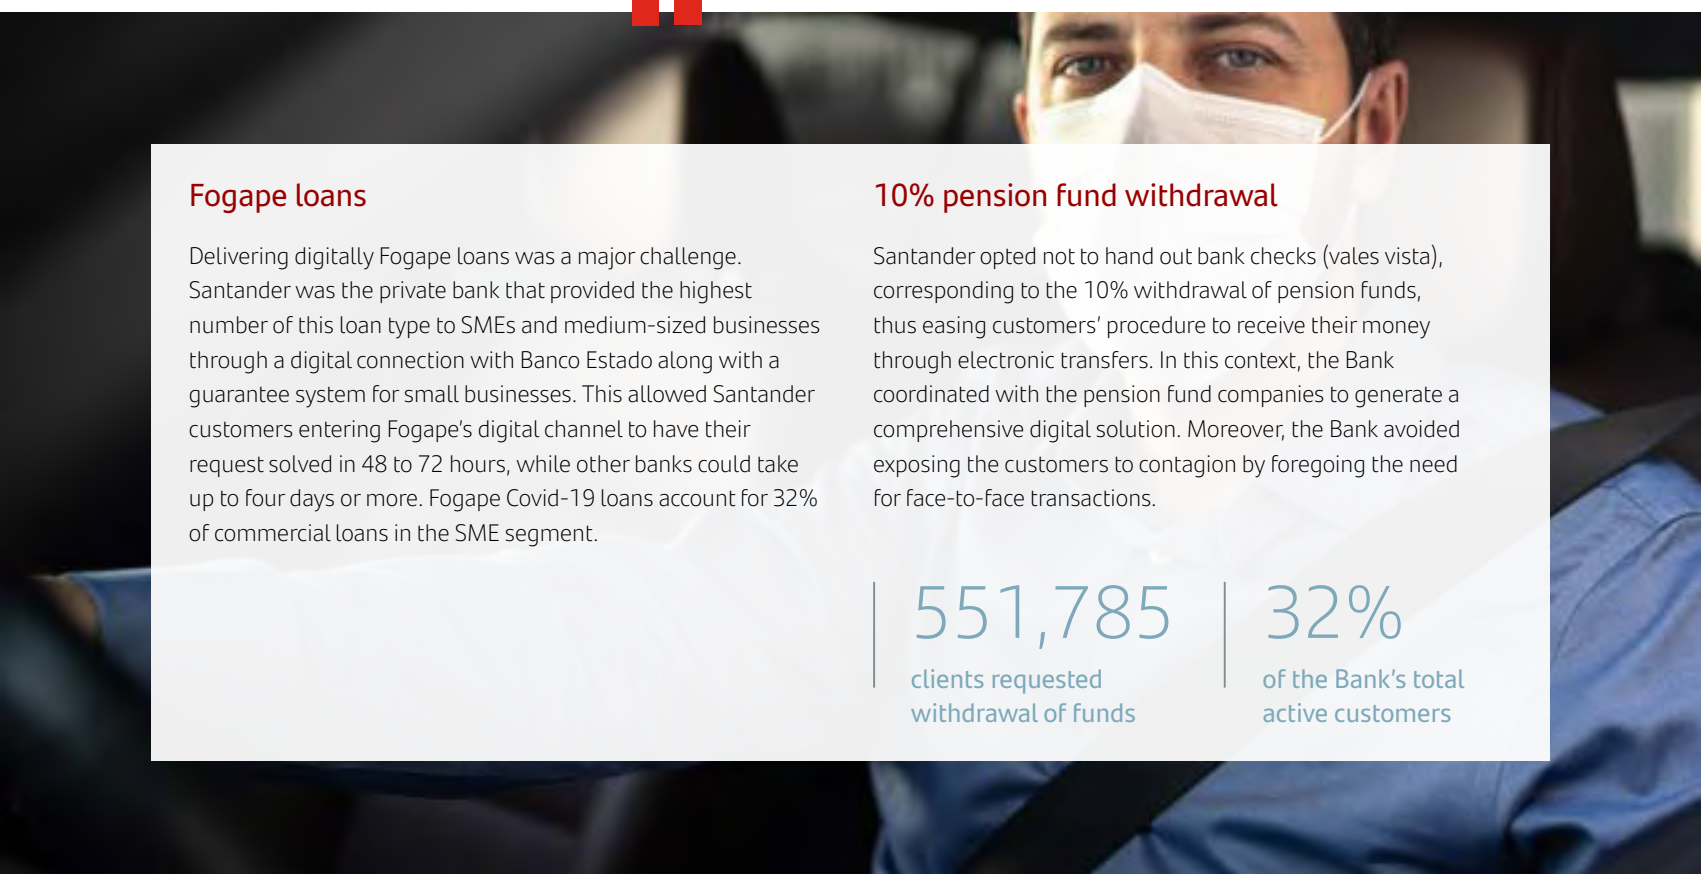 Fogape loans
Delivering digitally Fogape loans was a major challenge.
Santander was the private bank that provided the highest
number of this loan type to SMEs and medium-sized businesses
through a digital connection with Banco Estado along with a
guarantee system for small businesses. This allowed Santander
customers entering Fogape's digital channel to have their
request solved in 48 to 72 hours, while other banks could take
up to four days or more. Fogape Covid-19 loans account for 32%
of commercial loans in the SME segment.
10% pension fund withdrawal
Santander opted not to hand out bank checks (vales vista),
corresponding to the 10% withdrawal of pension funds,
thus easing customers' procedure to receive their money
through electronic transfers. In this context, the Bank
coordinated with the pension fund companies to generate a
comprehensive digital solution. Moreover, the Bank avoided
exposing the customers to contagion by foregoing the need
for face-to-face transactions.
551,785
clients requested
withdrawal of funds
32%
of the Bank's total
active customers